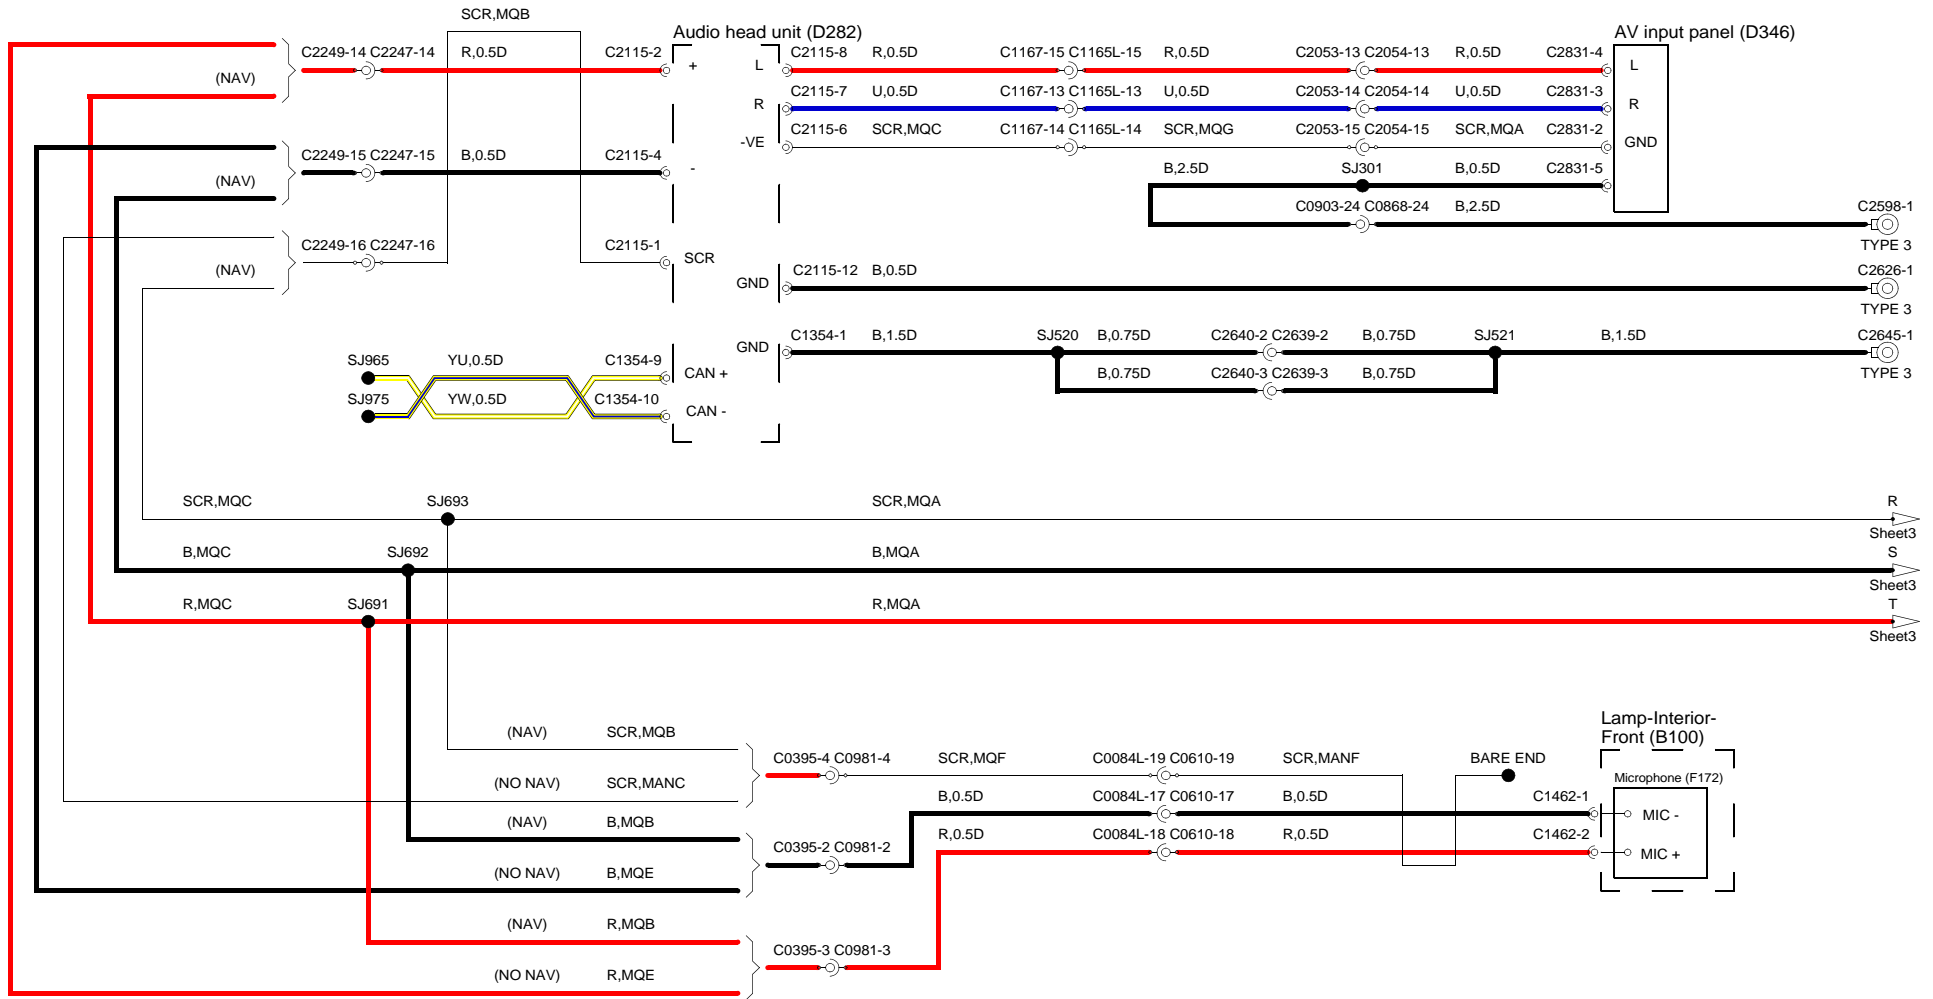 SCR,MQB
Audio head unit (D282)
AV input panel (D346)
C2249-14 C2247-14 R,0.5D C2115-2 + L C2115-8 R,0.5D C1167-15 C1165L-15 R,0.5D C2053-13 C2054-13 R,0.5D C2831-4 L
(NAV)
R C2115-7 U,0.5D C1167-13 C1165L-13 U,0.5D C2053-14 C2054-14 U,0.5D C2831-3 R
-VE C2115-6 SCR,MQC C1167-14 C1165L-14 SCR,MQG C2053-15 C2054-15 SCR,MQA C2831-2 GND
C2249-15 C2247-15 B,0.5D C2115-4 -
(NAV)
B,2.5D SJ301 B,0.5D C2831-5
C0903-24 C0868-24 B,2.5D C2598-1
TYPE 3
C2249-16 C2247-16 C2115-1 SCR
(NAV)
GND C2115-12 B,0.5D C2626-1
TYPE 3
GND C1354-1 B,1.5D SJ520 B,0.75D C2640-2 C2639-2 B,0.75D SJ521 B,1.5D C2645-1
TYPE 3
B,0.75D C2640-3 C2639-3 B,0.75D
SJ965 YU,0.5D C1354-9 CAN +
SJ975 YW,0.5D C1354-10 CAN -
SCR,MQC SJ693 SCR,MQA R
Sheet3
B,MQC SJ692 B,MQA S
Sheet3
R,MQC SJ691 R,MQA T
Sheet3
Lamp-Interior-
Front (B100)
(NAV) SCR,MQB
C0395-4 C0981-4 SCR,MQF C0084L-19 C0610-19 SCR,MANF BARE END
Microphone (F172)
(NO NAV) SCR,MANC
B,0.5D C0084L-17 C0610-17 B,0.5D C1462-1 MIC -
(NAV) B,MQB
R,0.5D C0084L-18 C0610-18 R,0.5D C1462-2 MIC +
C0395-2 C0981-2
(NO NAV) B,MQE
(NAV) R,MQB
C0395-3 C0981-3
(NO NAV) R,MQE